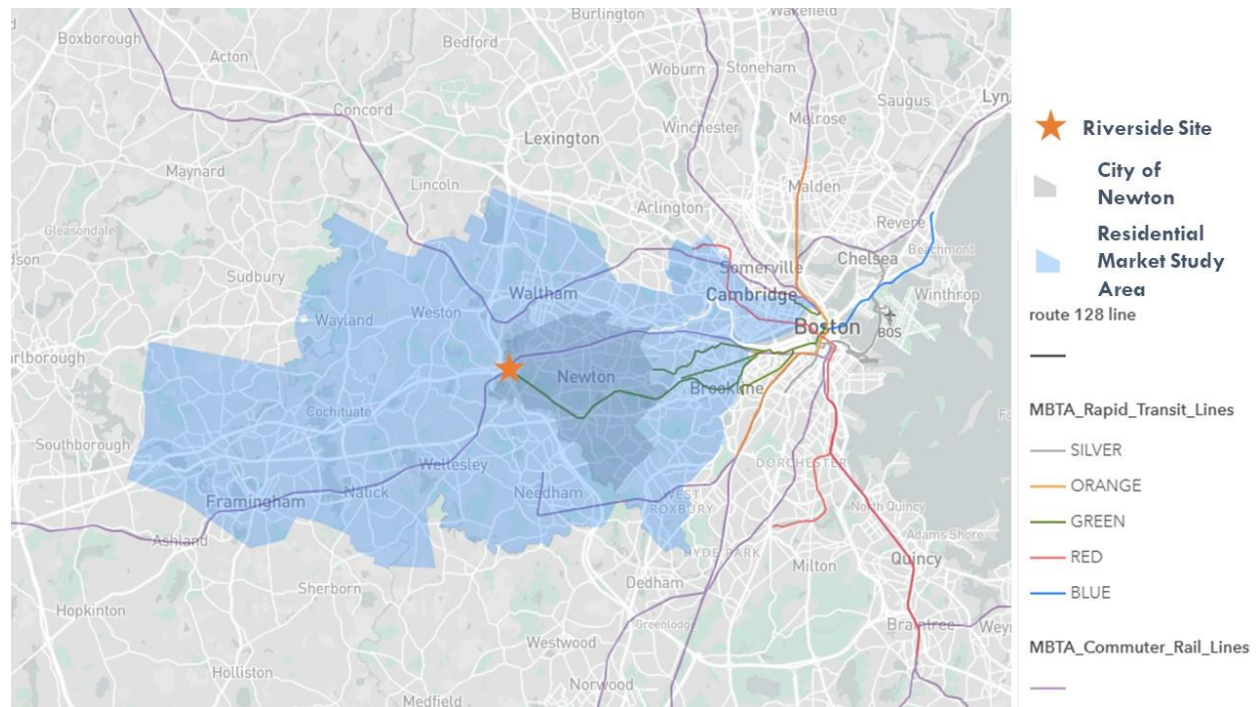 Burlington
Wakefield
Boxborough
Acton
Bedford
Woburn
Stoneham
Saugus
Lyn
Concord
Winchester
Melrose
Lexington
Maynard
Lincoln
Malden
Arlington
Revere
Gleasondale
Beachmont
Chelsea
dson
Sudbury
Somerville
Waltham
Cambridge
Winthrop
Wayland
Weston
Boston
BOS
arlborough
Newton
Brookline
Cochituate
Southborough
Wellesley
DORCHESTER
Framingham
Natick
Needham
WEST
ROXBURY
North Quincy
Ashland
Adams Shore
HYDE PARK
Quincy
Milton
Sherborn
Dedham
Hopkinton
Greenlodge
Braintree
Wey
Westwood
Holliston
Norwood
Medfield
Riverside Site
City of
Newton
Residential
Market Study
Area
route 128 line
MBTA_Rapid_Transit_Lines
SILVER
ORANGE
GREEN
RED
BLUE
MBTA_Commuter_Rail_Lines